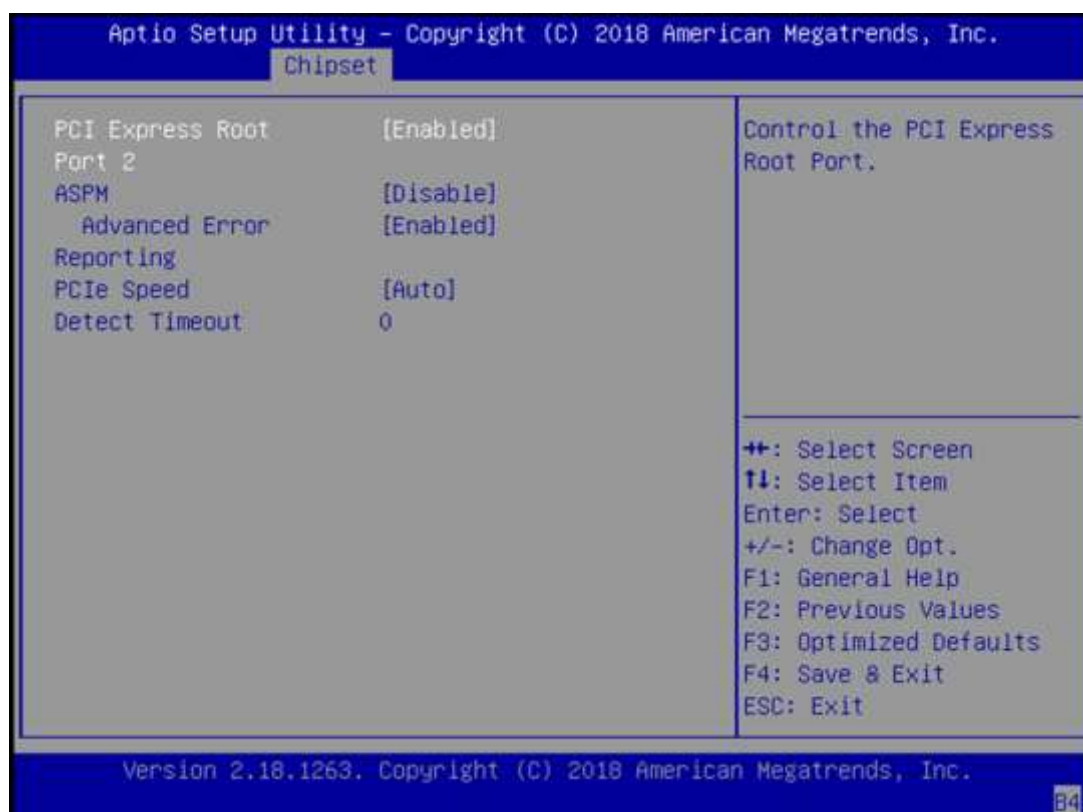 Aptio Setup Utility – Copyright (C) 2018 American Megatrends, Inc.
Chipset
PCI Express Root [Enabled]
Port 2
ASPM [Disable]
Advanced Error [Enabled]
Reporting
PCIe Speed [Auto]
Detect Timeout 0
Control the PCI Express
Root Port.
→←: Select Screen
↑↓: Select Item
Enter: Select
+/-: Change Opt.
F1: General Help
F2: Previous Values
F3: Optimized Defaults
F4: Save & Exit
ESC: Exit
Version 2.18.1263. Copyright (C) 2018 American Megatrends, Inc.
B4